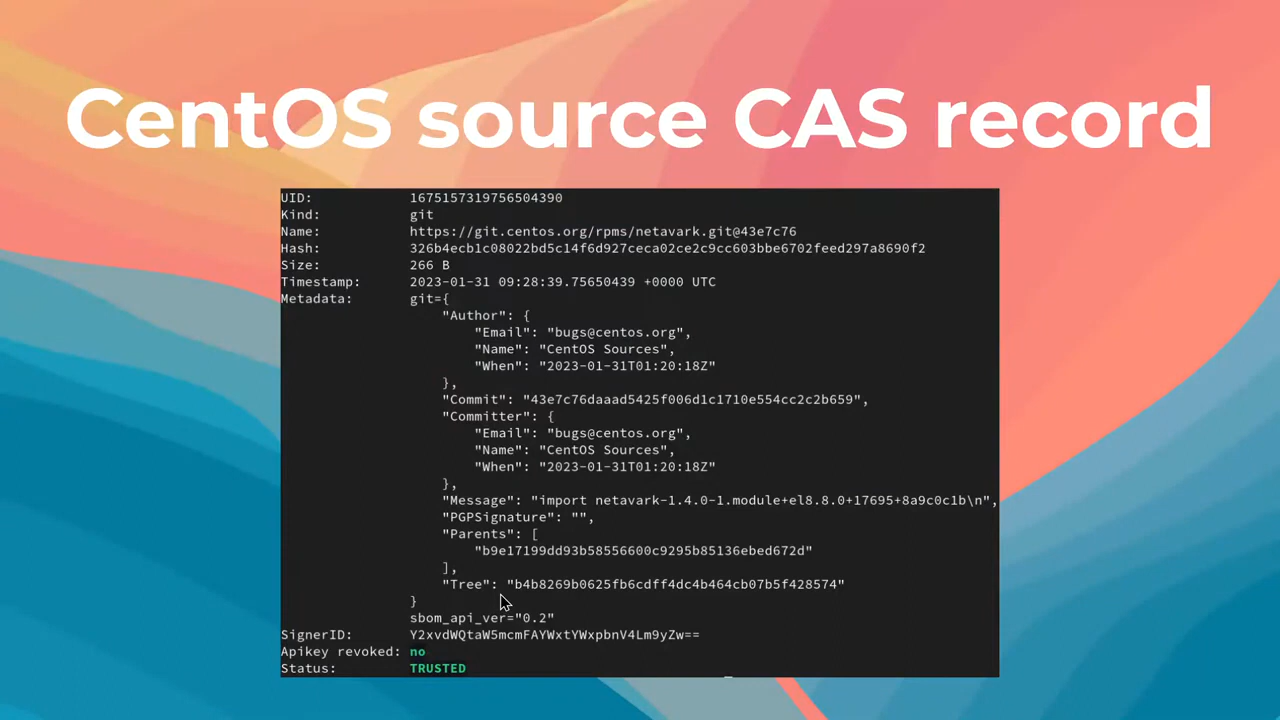 CentOS source CAS record
UID: 1675157319756504390
Kind: git
Name: https://git.centos.org/rpms/netavark.git@43e7c76
Hash: 326b4ecb1c08022bd5c14f6d927ceca02ce2c9cc603bbe6702feed297a8690f2
Size: 266 B
Timestamp: 2023-01-31 09:28:39.75650439 +0000 UTC
Metadata: git={
"Author": {
"Email": "bugs@centos.org",
"Name": "CentOS Sources",
"When": "2023-01-31T01:20:18Z"
},
"Commit": "43e7c76daaad5425f006d1c1710e554cc2c2b659",
"Committer": {
"Email": "bugs@centos.org",
"Name": "CentOS Sources",
"When": "2023-01-31T01:20:18Z"
},
"Message": "import netavark-1.4.0-1.module+el8.8.0+17695+8a9c0c1b\n",
"PGPSignature": "",
"Parents": [
"b9e17199dd93b58556600c9295b85136ebed672d"
],
"Tree": "b4b8269b0625fb6cdff4dc4b464cb07b5f428574"
}
sbom_api_ver="0.2"
SignerID: Y2xvdWQtaW5mcmFAYWxtYWxpbnV4Lm9yZw==
Apikey revoked: no
Status: TRUSTED